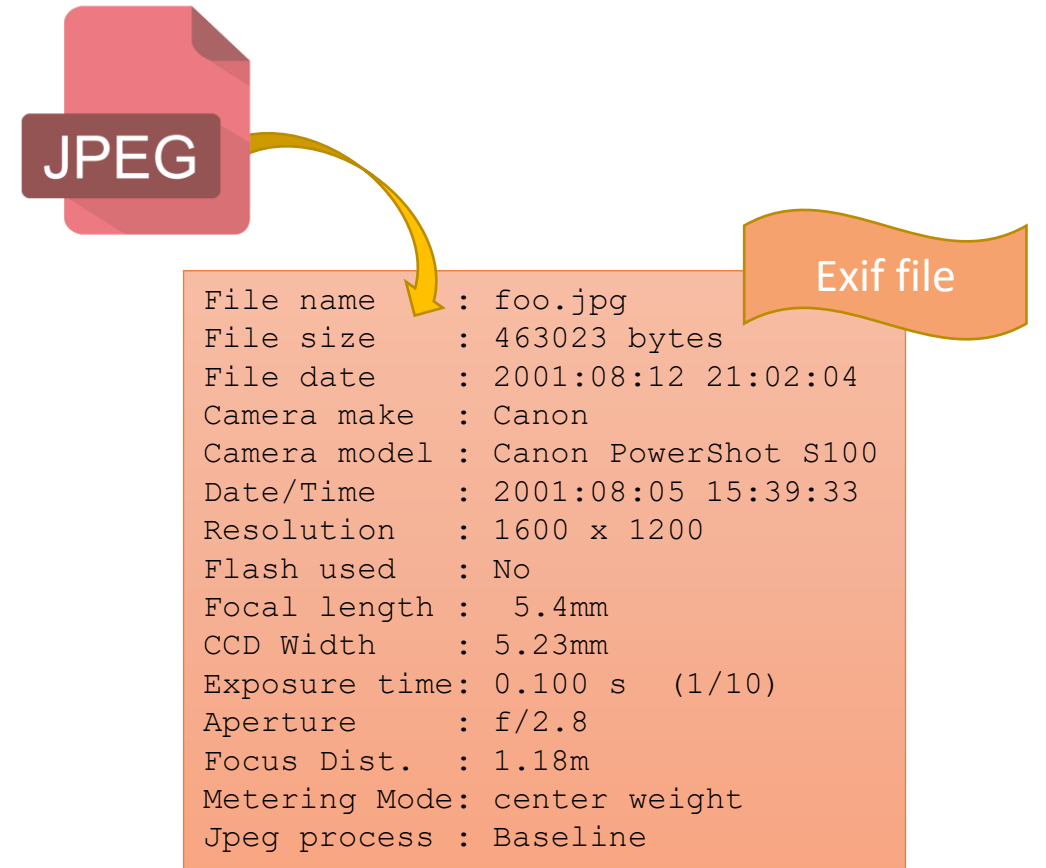 JPEG
Exif file
File name    : foo.jpg
File size    : 463023 bytes
File date    : 2001:08:12 21:02:04
Camera make  : Canon
Camera model : Canon PowerShot S100
Date/Time    : 2001:08:05 15:39:33
Resolution   : 1600 x 1200
Flash used   : No
Focal length :  5.4mm
CCD Width    : 5.23mm
Exposure time: 0.100 s  (1/10)
Aperture     : f/2.8
Focus Dist.  : 1.18m
Metering Mode: center weight
Jpeg process : Baseline